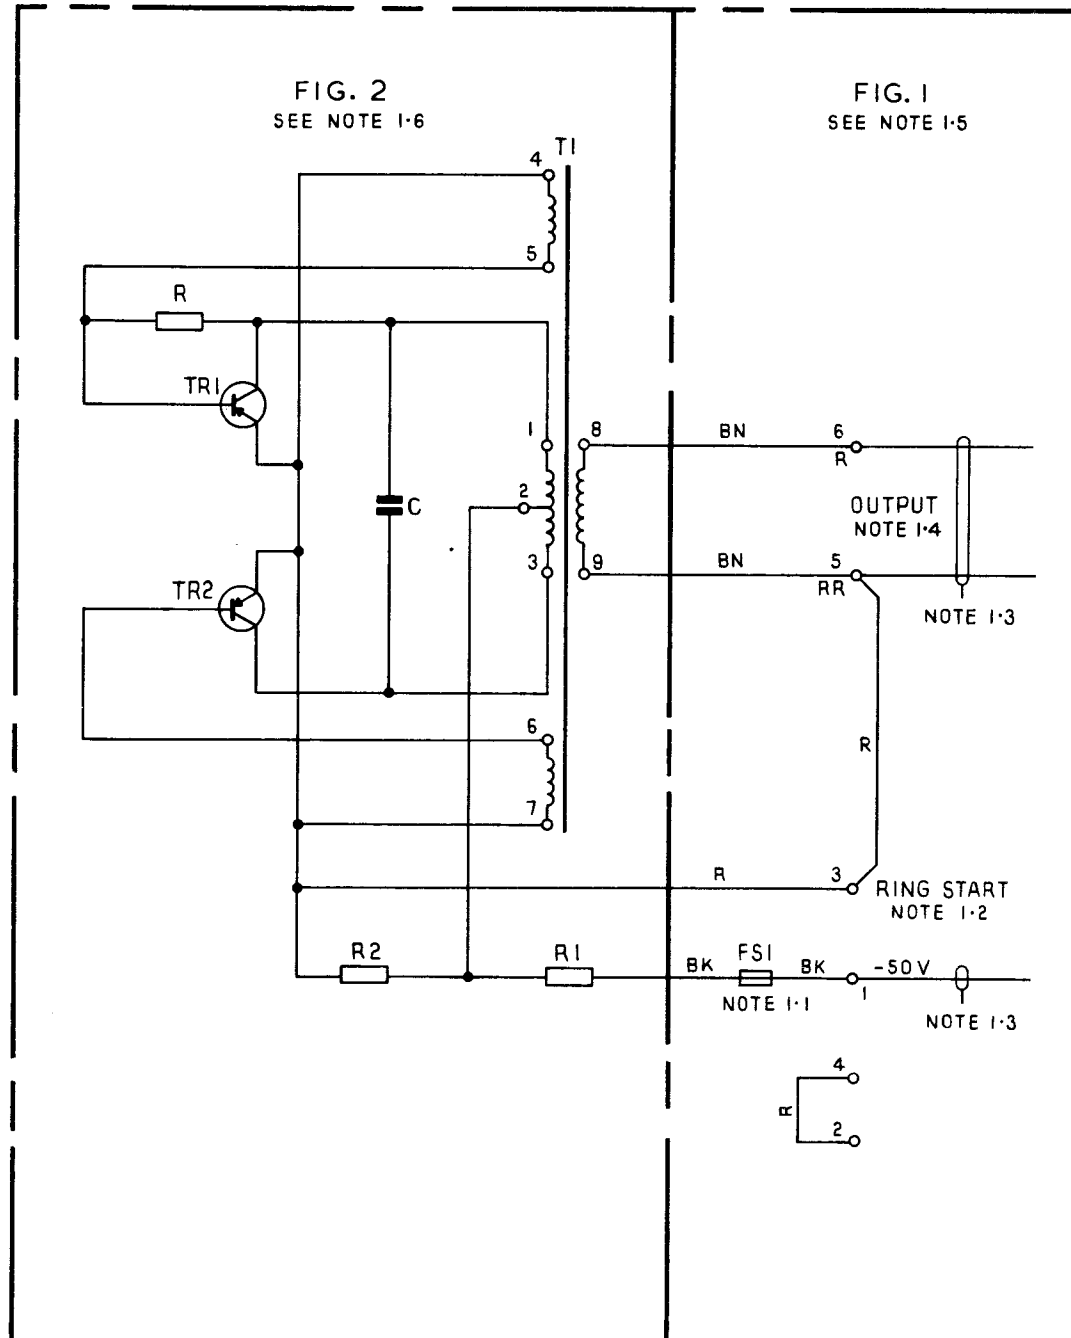 FIG. 2
SEE NOTE 1·6
FIG. 1
SEE NOTE 1·5
T1
4
5
R
TR1
1
8
BN
6
R
2
C
OUTPUT
NOTE 1·4
3
9
BN
5
RR
TR2
NOTE 1·3
6
R
7
R
3
RING START
NOTE 1·2
R2
R1
BK
FS1
BK
-50V
NOTE 1·1
1
NOTE 1·3
4
R
2